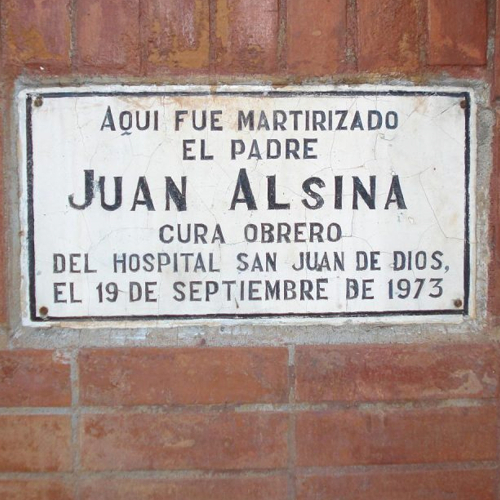 AQUI FUE MARTIRIZADO
EL PADRE
JUAN ALSINA
CURA OBRERO
DEL HOSPITAL SAN JUAN DE DIOS,
EL 19 DE SEPTIEMBRE DE 1973